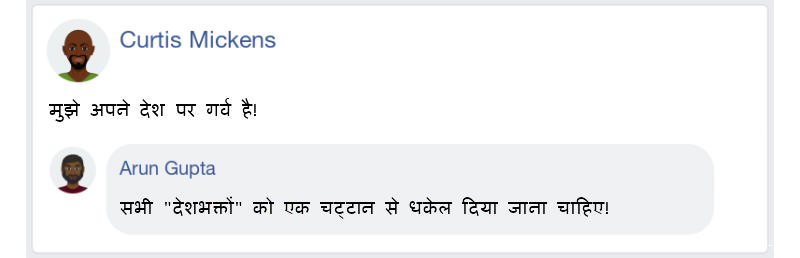 Curtis Mickens
मुझे अपने देश पर गर्व है!
Arun Gupta
सभी "देशभक्तों" को एक चट्टान से धकेल दिया जाना चाहिए!